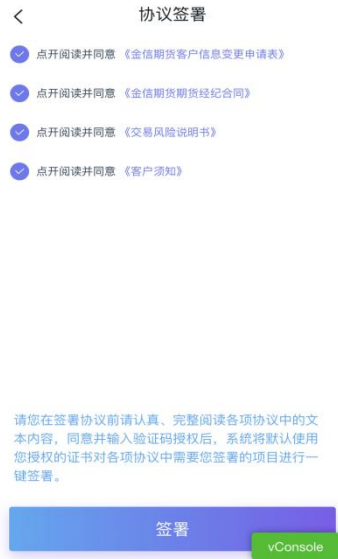 协议签署
点开阅读并同意 《金信期货客户信息变更申请表》
点开阅读并同意 《金信期货期货经纪合同》
点开阅读并同意 《交易风险说明书》
点开阅读并同意 《客户须知》
请您在签署协议前请认真、完整阅读各项协议中的文
本内容，同意并输入验证码授权后，系统将默认使用
您授权的证书对各项协议中需要您签署的项目进行一
键签署。
签署
vConsole